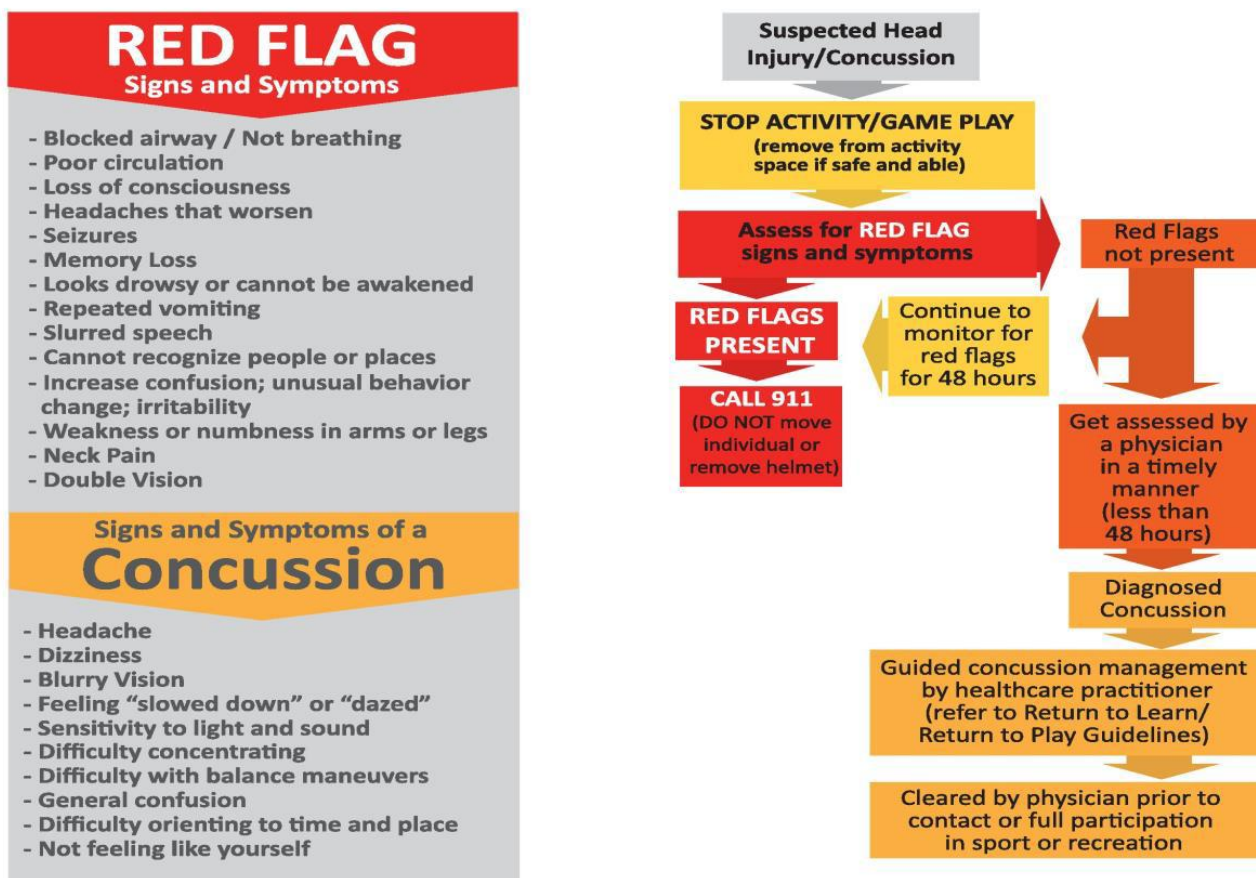 RED FLAG
Signs and Symptoms
- Blocked airway / Not breathing
- Poor circulation
- Loss of consciousness
- Headaches that worsen
- Seizures
- Memory Loss
- Looks drowsy or cannot be awakened
- Repeated vomiting
- Slurred speech
- Cannot recognize people or places
- Increase confusion; unusual behavior
change; irritability
- Weakness or numbness in arms or legs
- Neck Pain
- Double Vision
Signs and Symptoms of a
Concussion
- Headache
- Dizziness
- Blurry Vision
- Feeling “slowed down” or “dazed”
- Sensitivity to light and sound
- Difficulty concentrating
- Difficulty with balance maneuvers
- General confusion
- Difficulty orienting to time and place
- Not feeling like yourself
Suspected Head
Injury/Concussion
STOP ACTIVITY/GAME PLAY
(remove from activity
space if safe and able)
Assess for RED FLAG
signs and symptoms
Red Flags
not present
RED FLAGS
PRESENT
Continue to
monitor for
red flags
for 48 hours
CALL 911
(DO NOT move
individual or
remove helmet)
Get assessed by
a physician
in a timely
manner
(less than
48 hours)
Diagnosed
Concussion
Guided concussion management
by healthcare practitioner
(refer to Return to Learn/
Return to Play Guidelines)
Cleared by physician prior to
contact or full participation
in sport or recreation